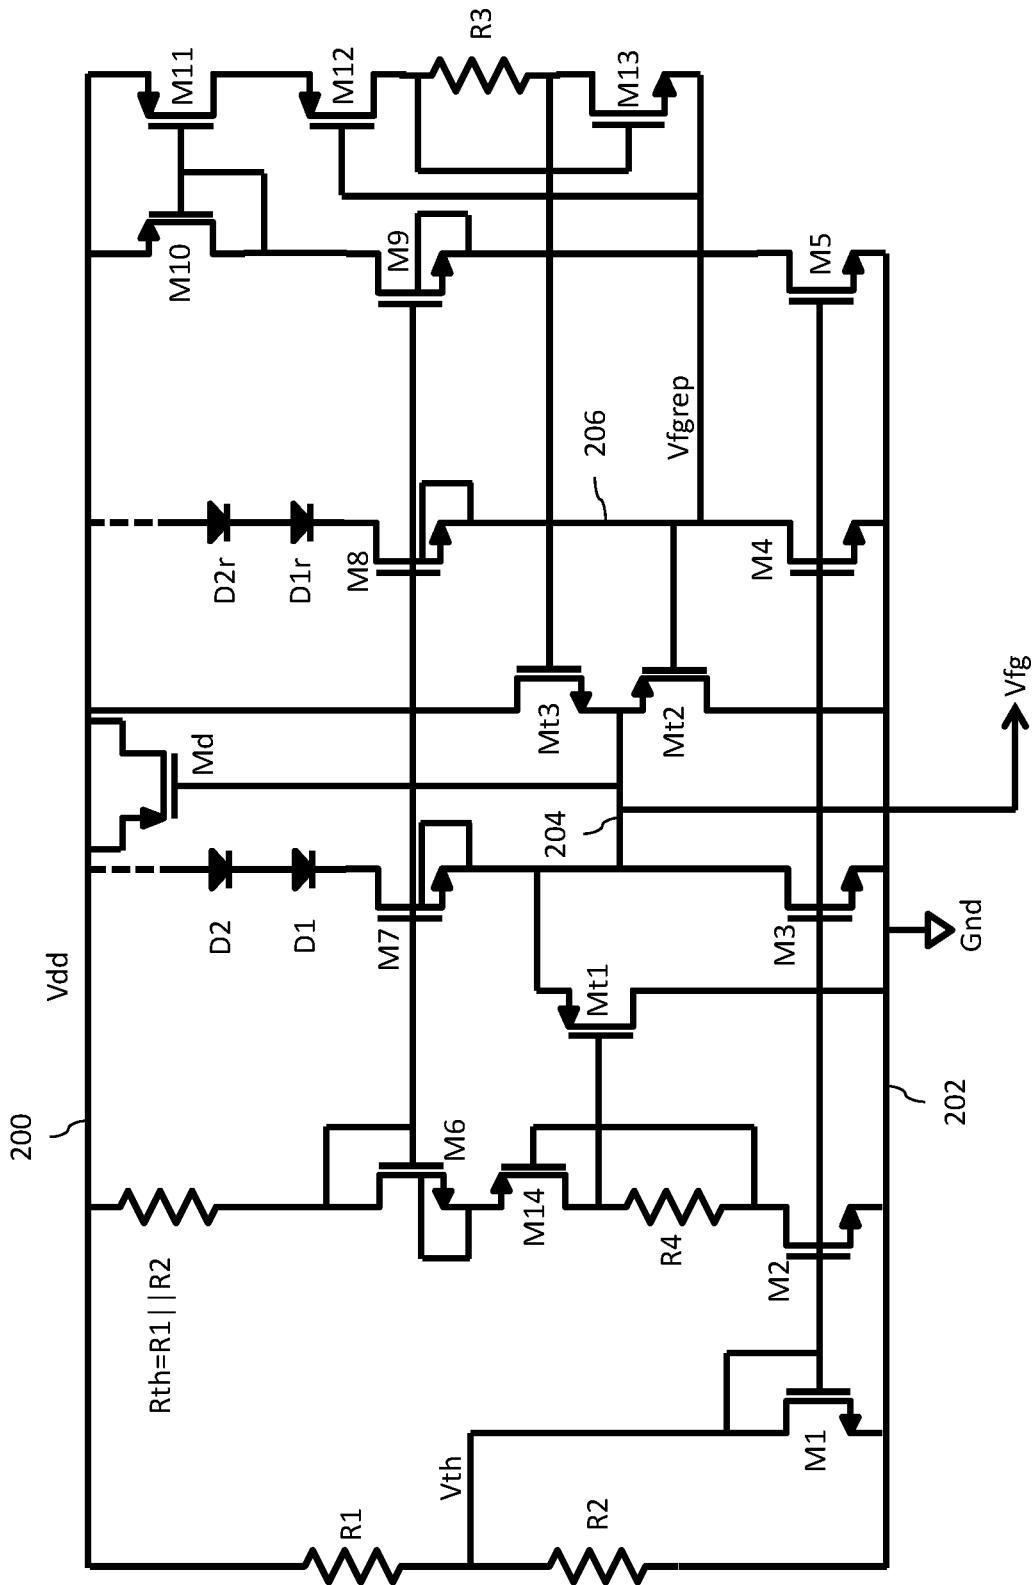 200
Vdd
R1
Vth
R2
M1
Rth=R1||R2
M6
M14
R4
M2
Mt1
D2
D1
M7
M3
204
Gnd
202
Md
Mt3
Mt2
Vfg
D2r
D1r
M8
206
Vfgrep
M4
M10
M9
M5
M11
M12
R3
M13